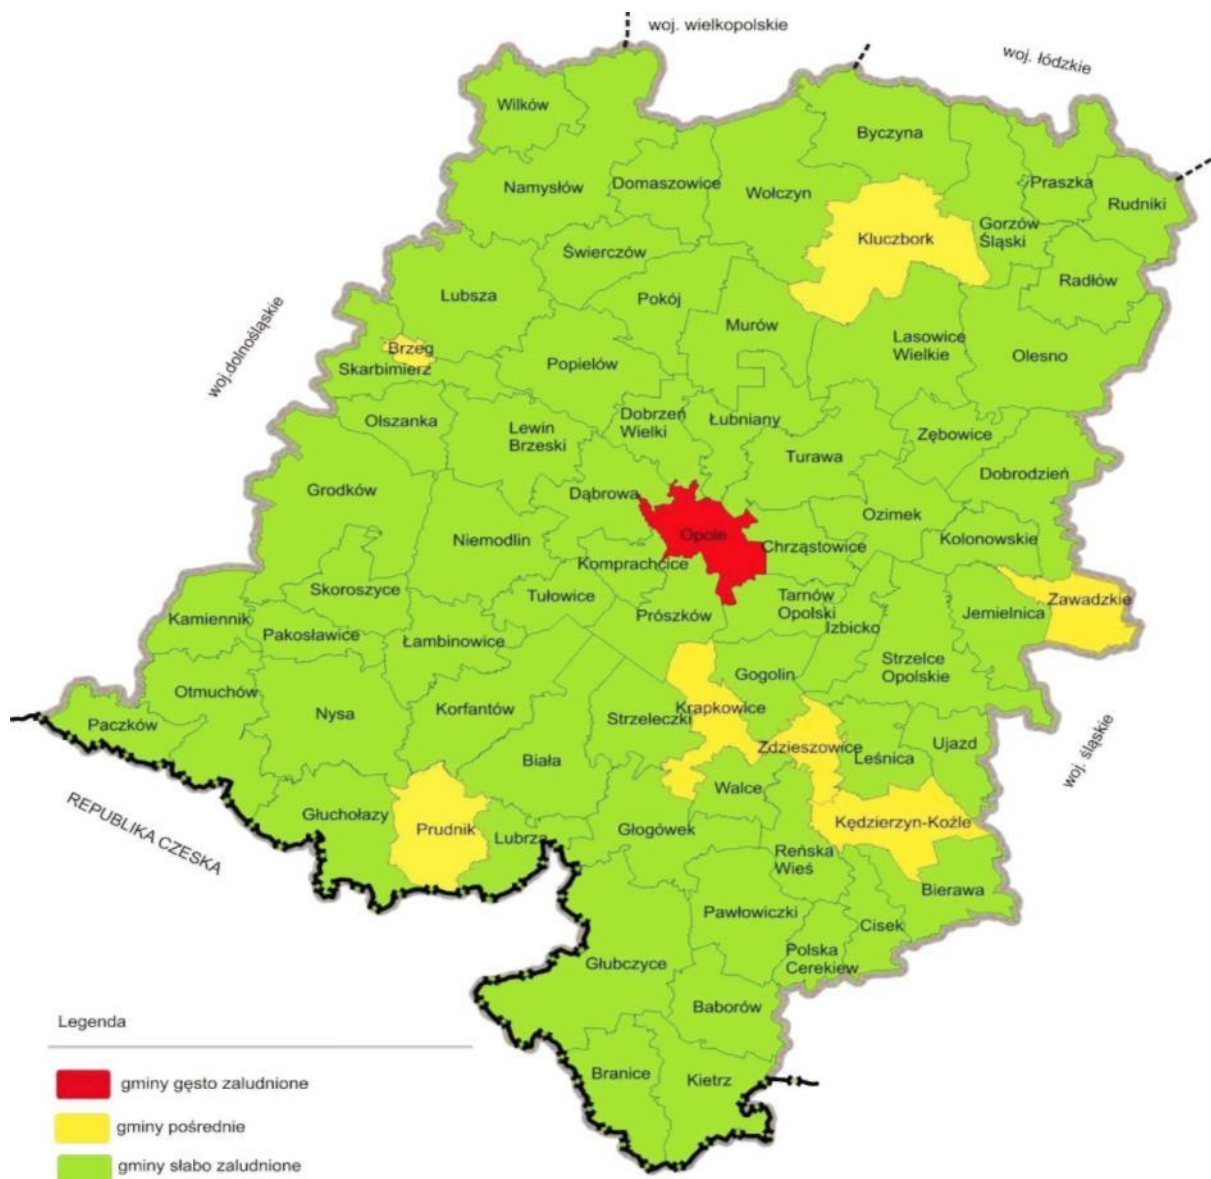 woj. wielkopolskie
woj. łódzkie
Wilków
Byczyna
Namysłów
Domaszowice
Wołczyn
Praszka
Rudniki
Gorzów
Śląski
Kluczbork
Świerczów
Radłów
Lubsza
Pokój
Murów
woj.dolnośląskie
Lasowice
Wielkie
Olesno
Brzeg
Skarbimierz
Popielów
Olszanka
Lewin
Brzeski
Dobrzeń
Wielki
Łubniany
Zębowice
Turawa
Dobrodzień
Grodków
Dąbrowa
Ozimek
Niemodlin
Opole
Chrząstowice
Kolonowskie
Komprachcice
Skoroszyce
Tułowice
Tarnów
Opolski
Zawadzkie
Kamiennik
Pakosławice
Łambinowice
Prószków
Izbicko
Jemielnica
Gogolin
Strzelce
Opolskie
Otmuchów
Paczków
Nysa
Korfantów
Strzeleczki
Krapkowice
Zdzieszowice
Ujazd
Leśnica
woj. śląskie
Biała
Walce
REPUBLIKA CZESKA
Głuchołazy
Prudnik
Lubrza
Głogówek
Kędzierzyn-Koźle
Reńska
Wieś
Bierawa
Pawłowiczki
Cisek
Polska
Cerekiew
Głubczyce
Baborów
Branice
Kietrz
Legenda
gminy gęsto zaludnione
gminy pośrednie
gminy słabo zaludnione